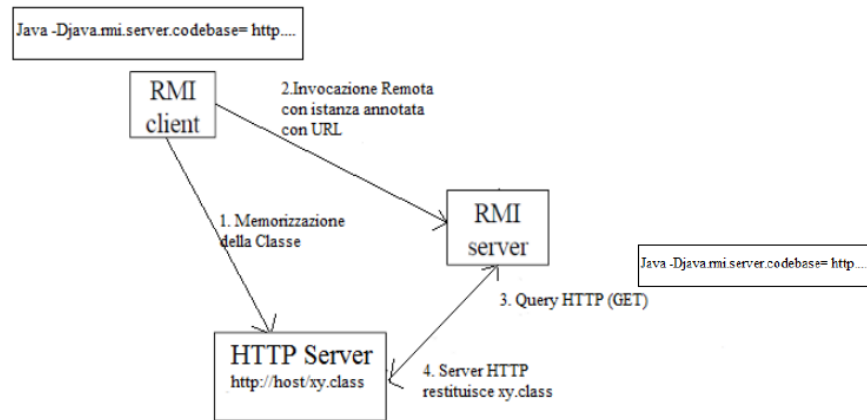 Java -Djava.rmi.server.codebase= http....
RMI
client
2.Invocazione Remota
con istanza annotata
con URL
1. Memorizzazione
della Classe
RMI
server
Java -Djava.rmi.server.codebase= http....
3. Query HTTP (GET)
HTTP Server
http://host/xy.class
4. Server HTTP
restituisce xy.class